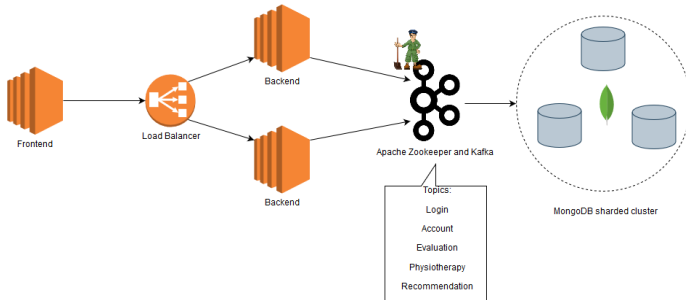 Frontend
Load Balancer
Backend
Backend
Apache Zookeeper and Kafka
Topics:
Login
Account
Evaluation
Physiotherapy
Recommendation
MongoDB sharded cluster